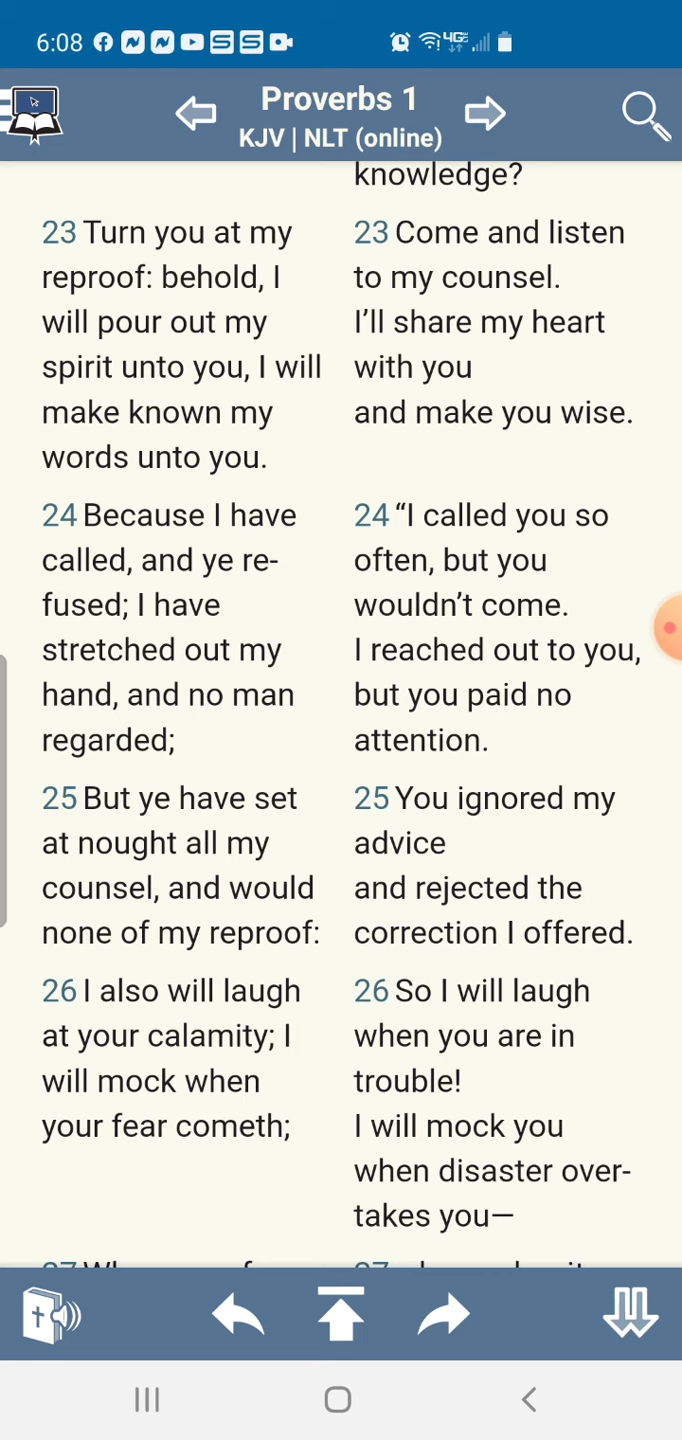 6:08
4GE
Proverbs 1
KJV | NLT (online)
knowledge?
23 Turn you at my
reproof: behold, I
will pour out my
spirit unto you, I will
make known my
words unto you.
23 Come and listen
to my counsel.
I’ll share my heart
with you
and make you wise.
24 Because I have
called, and ye re-
fused; I have
stretched out my
hand, and no man
regarded;
24 “I called you so
often, but you
wouldn’t come.
I reached out to you,
but you paid no
attention.
25 But ye have set
at nought all my
counsel, and would
none of my reproof:
25 You ignored my
advice
and rejected the
correction I offered.
26 I also will laugh
at your calamity; I
will mock when
your fear cometh;
26 So I will laugh
when you are in
trouble!
I will mock you
when disaster over-
takes you—